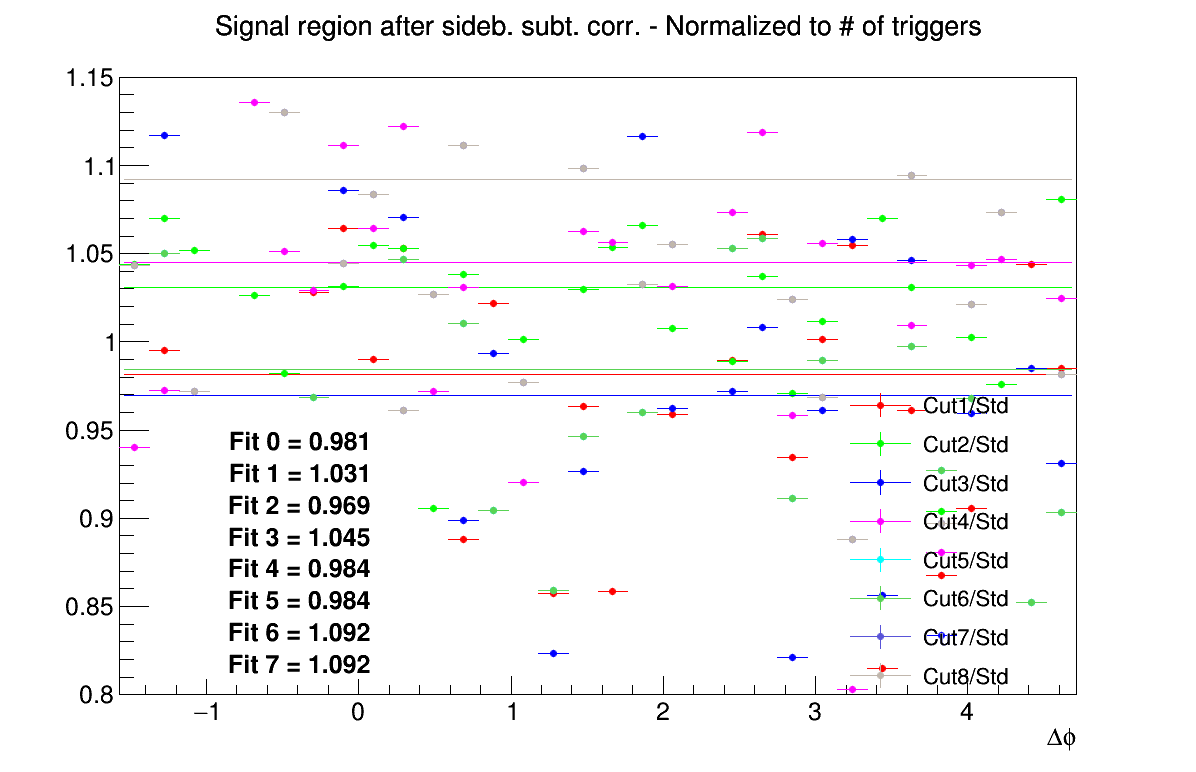 Signal region after sideb. subt. corr. - Normalized to # of triggers
1.15
1.1
1.05
1
0.95
0.9
0.85
0.8
Fit 0 = 0.981
Fit 1 = 1.031
Fit 2 = 0.969
Fit 3 = 1.045
Fit 4 = 0.984
Fit 5 = 0.984
Fit 6 = 1.092
Fit 7 = 1.092
Cut1/Std
Cut2/Std
Cut3/Std
Cut4/Std
Cut5/Std
Cut6/Std
Cut7/Std
Cut8/Std
−1 0 1 2 3 4
Δϕ